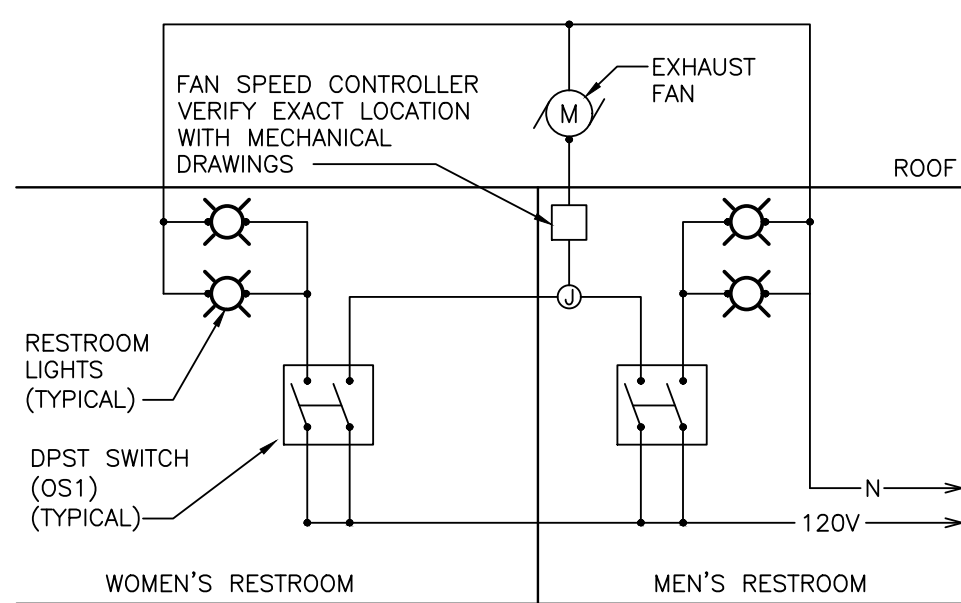 FAN SPEED CONTROLLER
VERIFY EXACT LOCATION
WITH MECHANICAL
DRAWINGS
EXHAUST
FAN
M
ROOF
J
RESTROOM
LIGHTS
(TYPICAL)
DPST SWITCH
(OS1)
(TYPICAL)
N
120V
WOMEN'S RESTROOM
MEN'S RESTROOM